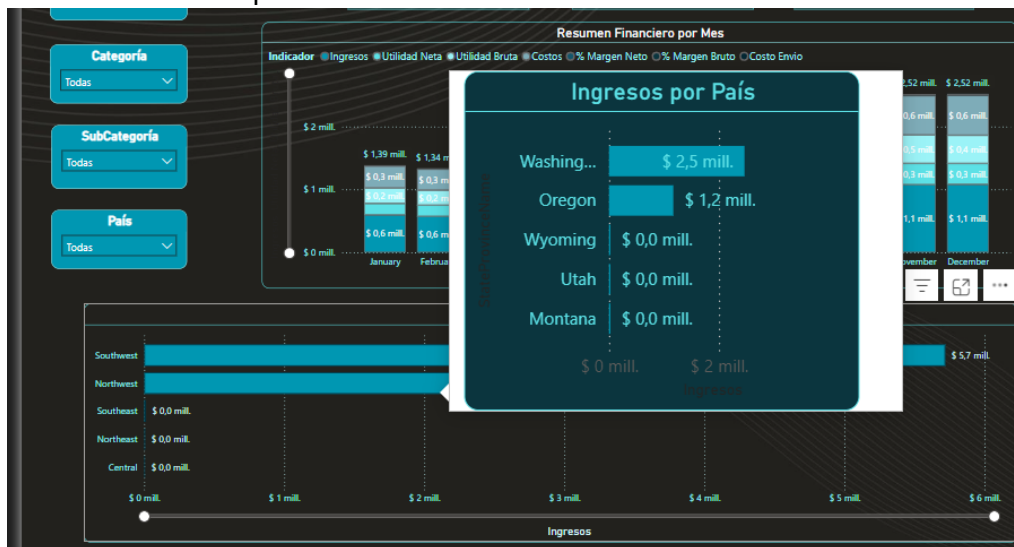 Resumen Financiero por Mes
Categoría
Todas
SubCategoría
Todas
País
Todas
Indicador Ingresos Utilidad Neta Utilidad Bruta Costos % Margen Neto % Margen Bruto Costo Envio
$ 2 mill.
$ 1 mill.
$ 0 mill.
$ 1,39 mill.
$ 0,3 mill.
$ 0,2 mill.
$ 0,6 mill.
January
$ 1,34 m
$ 0,3 m
$ 0,2 m
$ 0,6 m
Februa
Ingresos por País
Washing... $ 2,5 mill.
Oregon $ 1,2 mill.
Wyoming $ 0,0 mill.
Utah $ 0,0 mill.
Montana $ 0,0 mill.
$ 0 mill. $ 2 mill.
Ingresos
2,52 mill. $ 2,52 mill.
0,6 mill. $ 0,6 mill.
0,5 mill. $ 0,4 mill.
0,3 mill. $ 0,3 mill.
1,1 mill. $ 1,1 mill.
ovember December
Southwest $ 5,7 mill.
Northwest
Southeast $ 0,0 mill.
Northeast $ 0,0 mill.
Central $ 0,0 mill.
$ 0 mill. $ 1 mill. $ 2 mill. $ 3 mill. $ 4 mill. $ 5 mill. $ 6 mill.
Ingresos